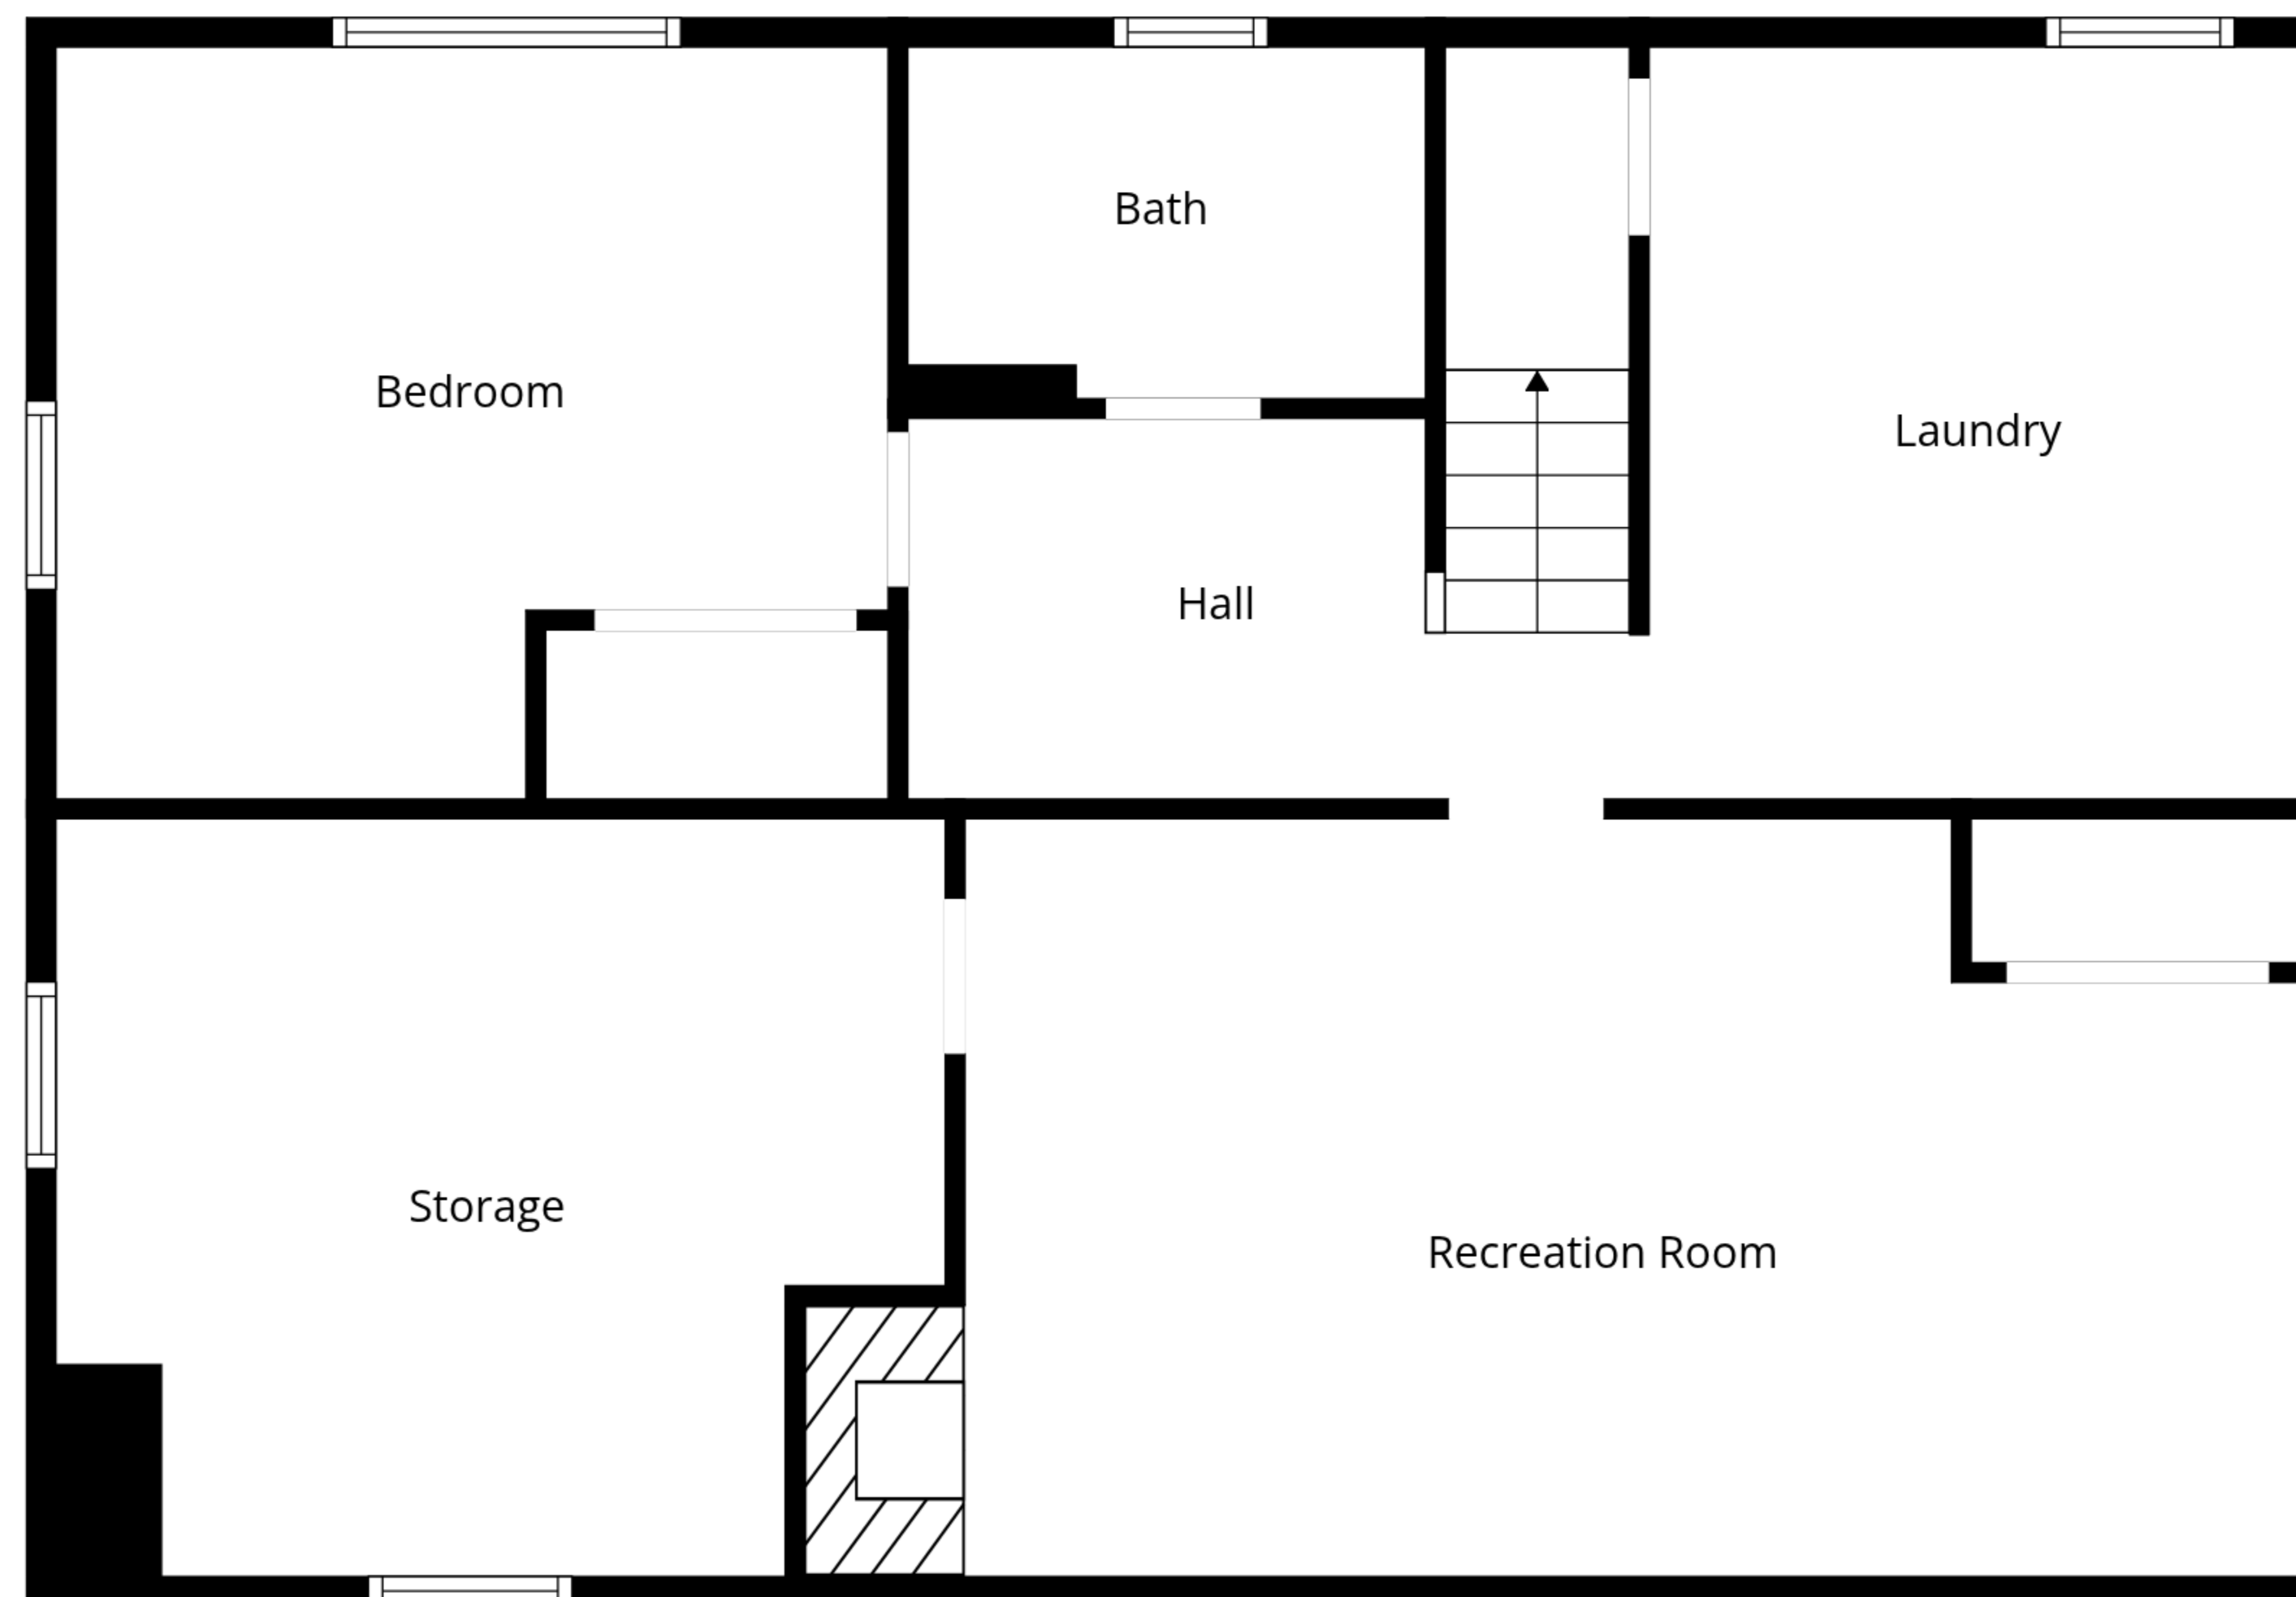 Bath
Bedroom
Laundry
Hall
Storage
Recreation Room